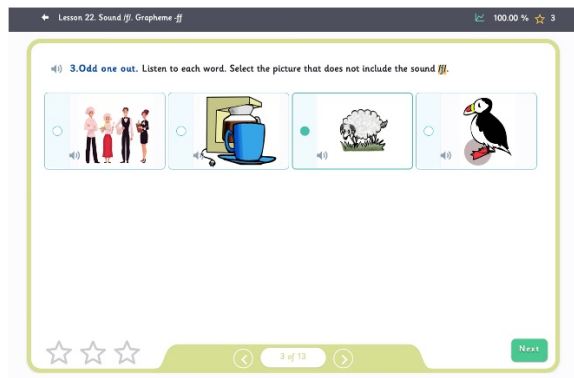 Lesson 22. Sound /f/. Grapheme -ff
100.00 %
3
3.Odd one out. Listen to each word. Select the picture that does not include the sound /f/.
3 of 13
Next